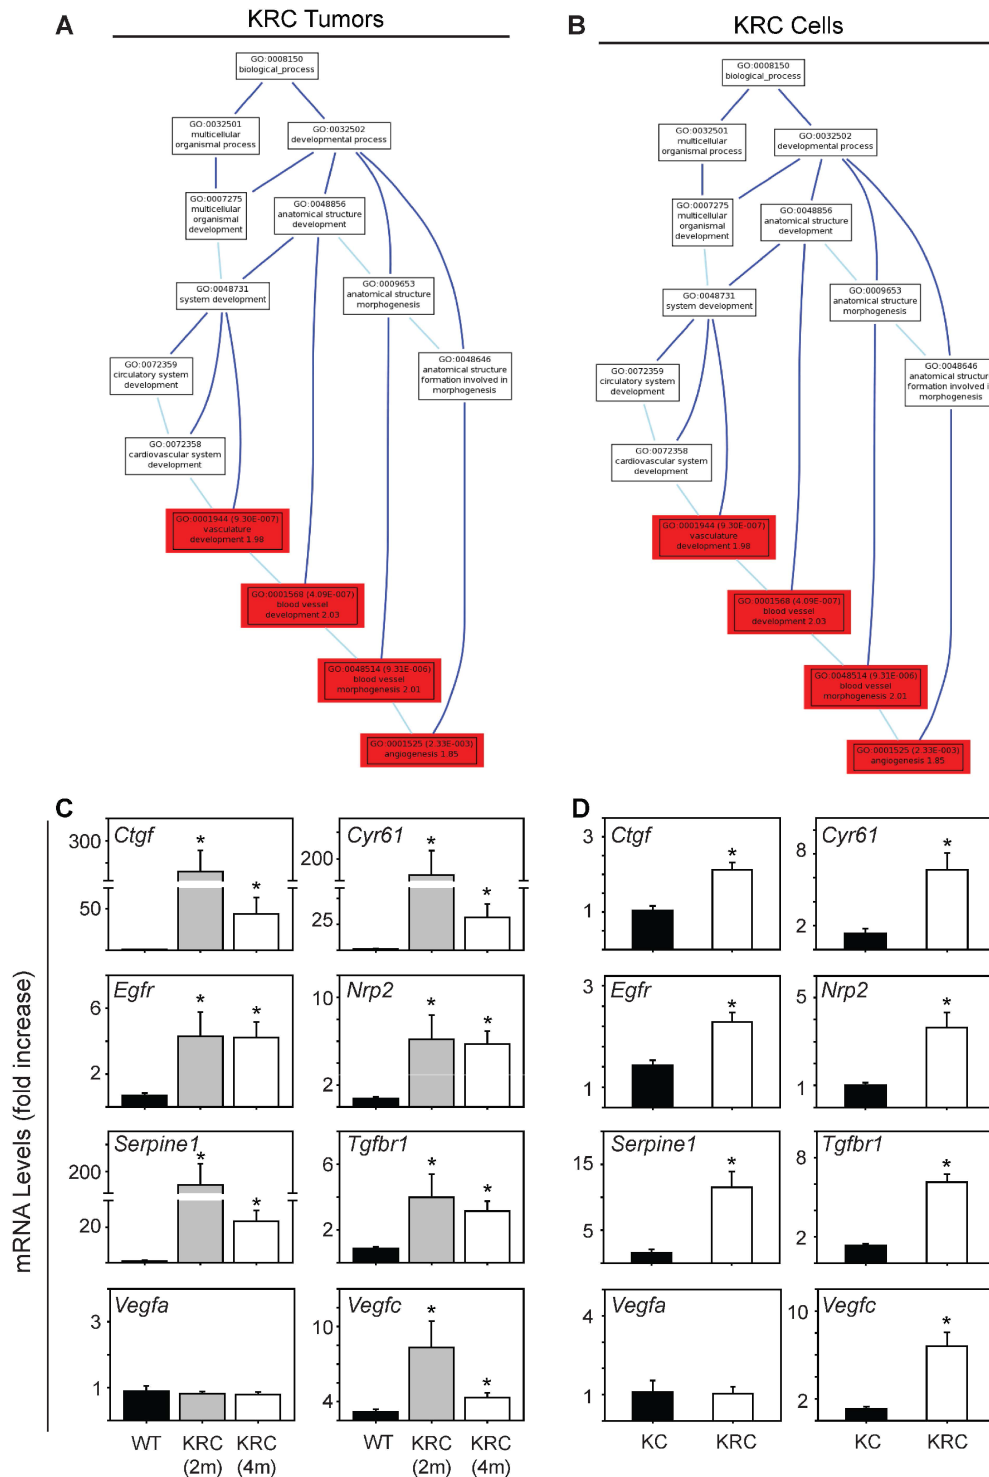 A
KRC Tumors
GO:0008150
biological_process
GO:0032501
multicellular
organismal process
GO:0032502
developmental process
GO:0007275
multicellular
organismal
development
GO:0048856
anatomical structure
development
GO:0048731
system development
GO:0009653
anatomical structure
morphogenesis
GO:0072359
circulatory system
development
GO:0048646
anatomical structure
formation involved in
morphogenesis
GO:0072358
cardiovascular system
development
GO:0001944 (9.30E-007)
vasculature
development 1.98
GO:0001568 (4.09E-007)
blood vessel
development 2.03
GO:0048514 (9.31E-006)
blood vessel
morphogenesis 2.01
GO:0001525 (2.33E-003)
angiogenesis 1.85
B
KRC Cells
GO:0008150
biological_process
GO:0032501
multicellular
organismal process
GO:0032502
developmental process
GO:0007275
multicellular
organismal
development
GO:0048856
anatomical structure
development
GO:0048731
system development
GO:0009653
anatomical structure
morphogenesis
GO:0072359
circulatory system
development
GO:0048646
anatomical structure
formation involved in
morphogenesis
GO:0072358
cardiovascular system
development
GO:0001944 (9.30E-007)
vasculature
development 1.98
GO:0001568 (4.09E-007)
blood vessel
development 2.03
GO:0048514 (9.31E-006)
blood vessel
morphogenesis 2.01
GO:0001525 (2.33E-003)
angiogenesis 1.85
C
mRNA Levels (fold increase)
Ctgf
300
50
* *
Cyr61
200
25
* *
Egfr
6
2
* *
Nrp2
10
2
* *
Serpine1
200
20
* *
Tgfbr1
6
2
* *
Vegfa
3
1
Vegfc
10
4
* *
WT KRC (2m) KRC (4m)
WT KRC (2m) KRC (4m)
D
Ctgf
3
1
*
Cyr61
8
2
*
Egfr
3
1
*
Nrp2
5
1
*
Serpine1
15
5
*
Tgfbr1
8
2
*
Vegfa
4
1
Vegfc
10
2
*
KC KRC
KC KRC